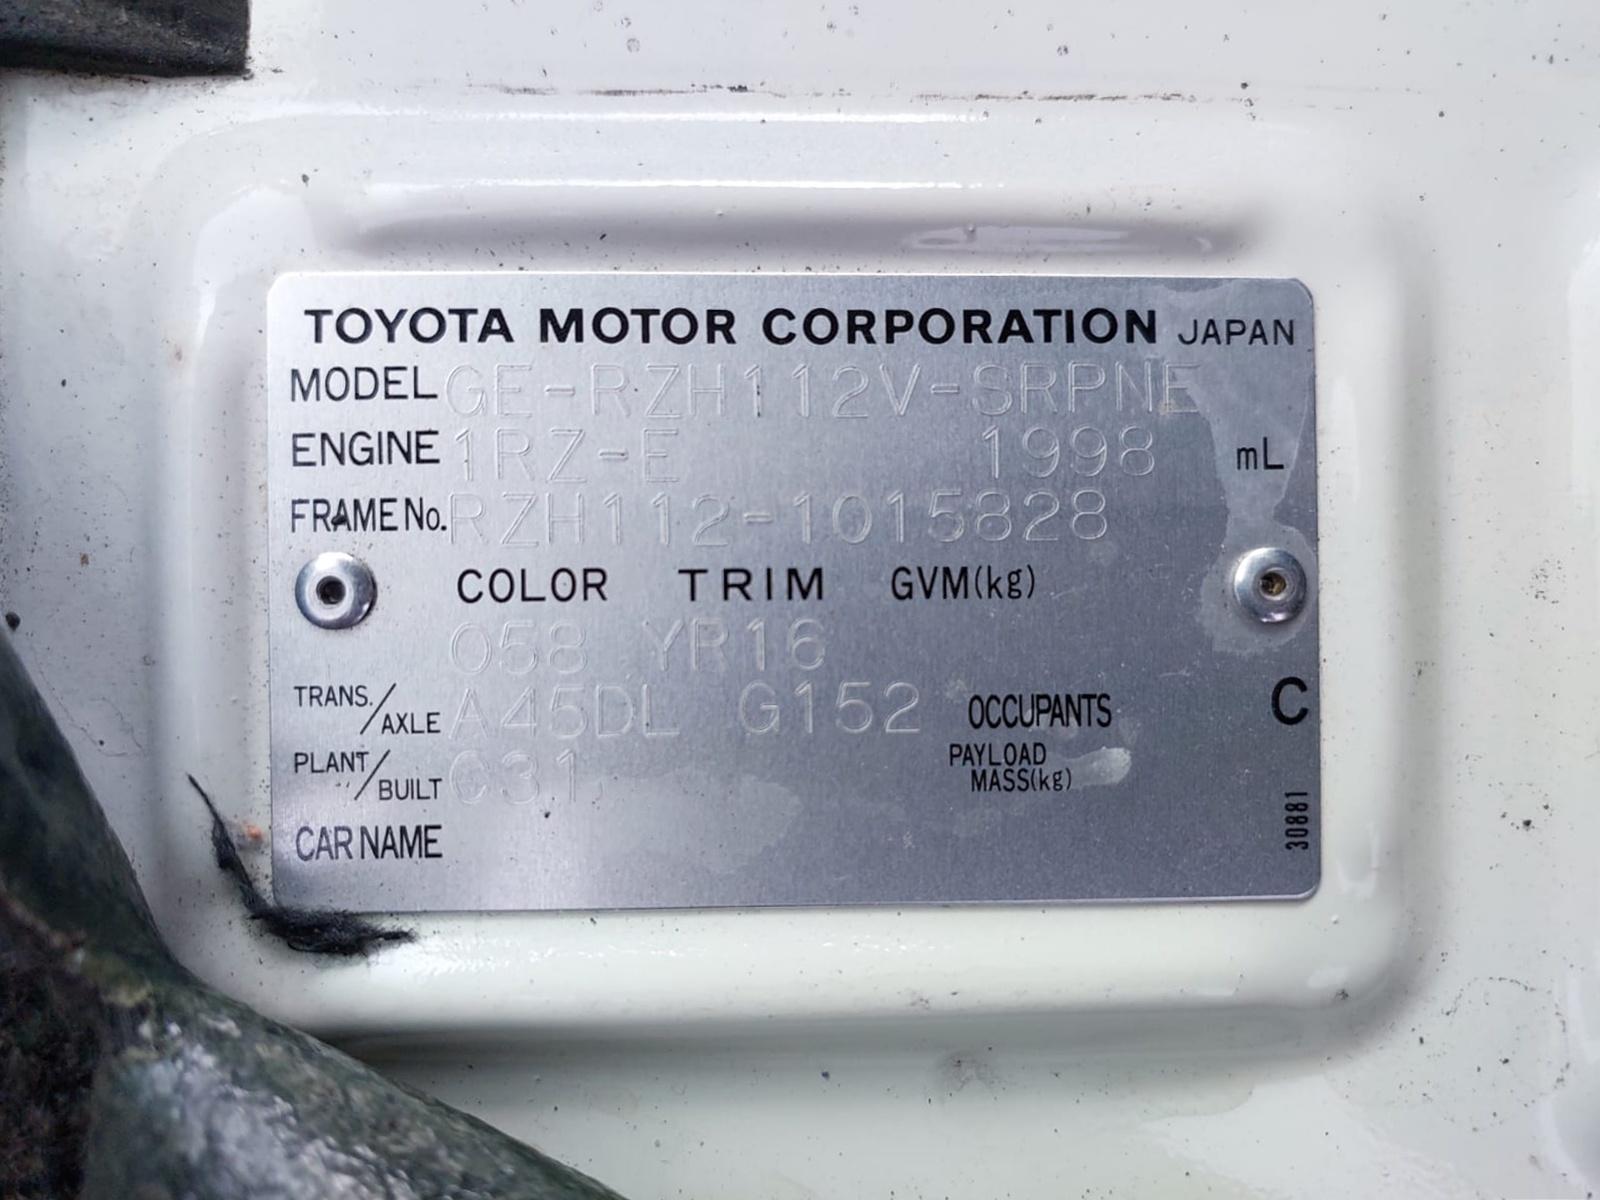 TOYOTA MOTOR CORPORATION JAPAN
MODEL GE-RZH112V-SRPNE
ENGINE 1RZ-E 1998 mL
FRAME No. RZH112-1015828
COLOR TRIM GVM(kg)
058 YR16
TRANS./AXLE A45DL G152 OCCUPANTS C
PLANT/BUILT C31 PAYLOAD MASS(kg)
CAR NAME
30881